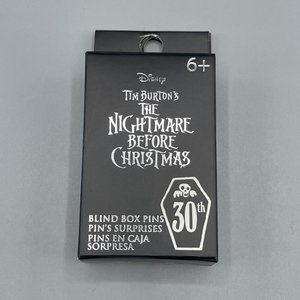 Disney
6+
TIM BURTON'S
THE
NIGHTMARE
BEFORE
CHRISTMAS
30th
BLIND BOX PINS
PIN'S SURPRISES
PINS EN CAJA
SORPRESA